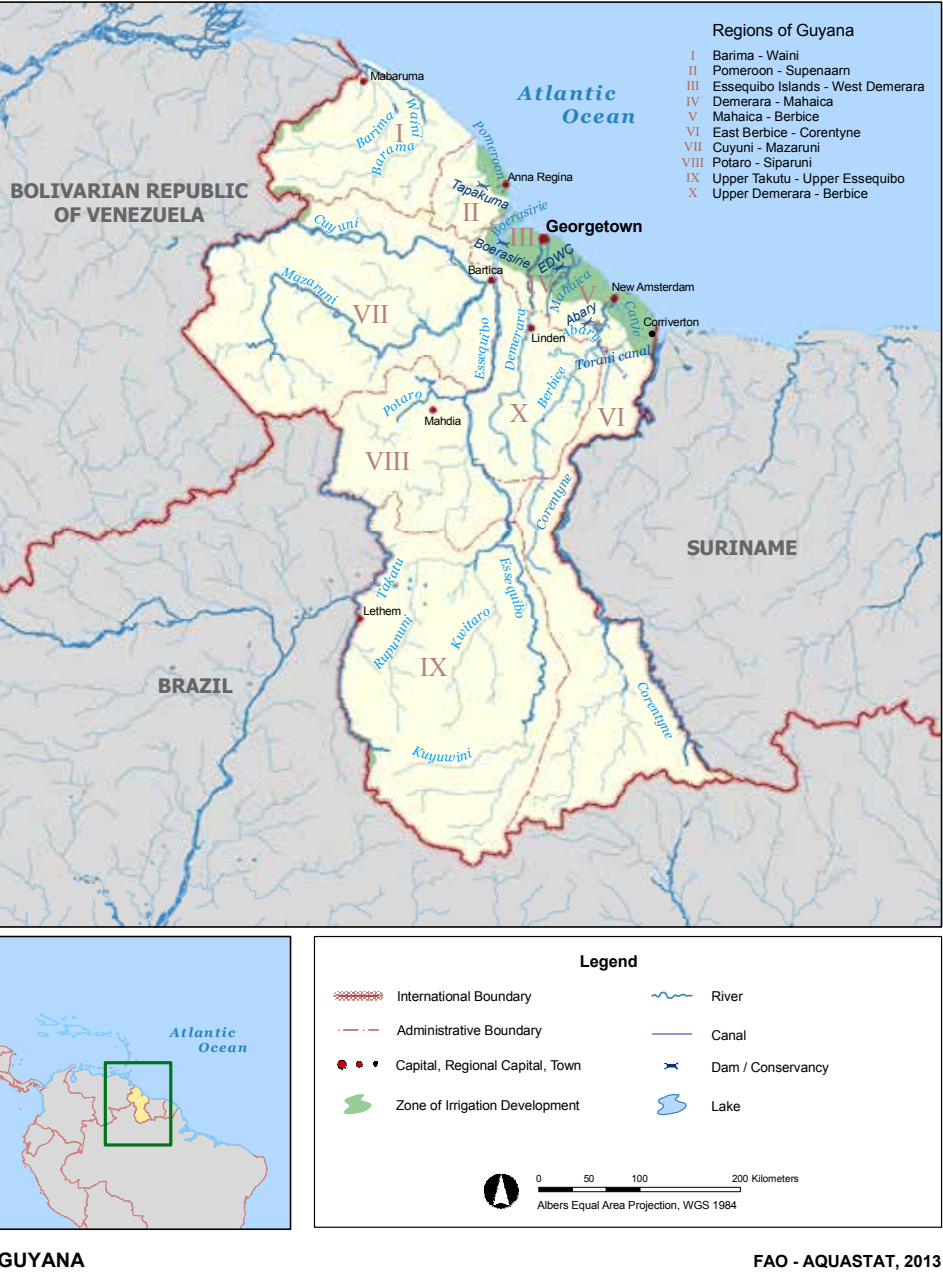 Regions of Guyana
I Barima - Waini
II Pomeroon - Supenaarn
III Essequibo Islands - West Demerara
IV Demerara - Mahaica
V Mahaica - Berbice
VI East Berbice - Corentyne
VII Cuyuni - Mazaruni
VIII Potaro - Siparuni
IX Upper Takutu - Upper Essequibo
X Upper Demerara - Berbice
Atlantic
Ocean
Mabaruma
Barima
Waini
I
Barama
Pomeroon
BOLIVARIAN REPUBLIC
OF VENEZUELA
Anna Regina
Tapakuma
II
Boerasirie
Cuyuni
Georgetown
III
Boerasirie
EDWC
Bartica
Mazaruni
IV
Mahaica
V
New Amsterdam
Canje
VII
Abary
Corriverton
Essequibo
Demerara
Linden
Abary
Torani canal
Berbice
Potaro
Mahdia
X
VI
VIII
Corentyne
SURINAME
Takatu
Essequibo
Lethem
Rupununi
Kwitaro
IX
BRAZIL
Corentyne
Kuyuwini
Atlantic
Ocean
Legend
International Boundary
River
Administrative Boundary
Canal
Capital, Regional Capital, Town
Dam / Conservancy
Zone of Irrigation Development
Lake
0 50 100 200 Kilometers
Albers Equal Area Projection, WGS 1984
GUYANA
FAO - AQUASTAT, 2013